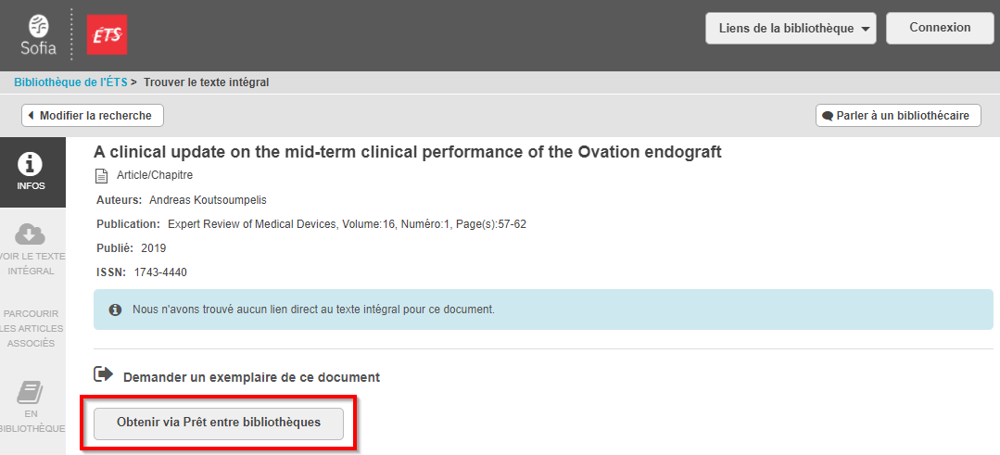 Sofia
ÉTS
Liens de la bibliothèque
Connexion
Bibliothèque de l'ÉTS > Trouver le texte intégral
Modifier la recherche
Parler à un bibliothécaire
INFOS
A clinical update on the mid-term clinical performance of the Ovation endograft
Article/Chapitre
Auteurs: Andreas Koutsoumpelis
Publication: Expert Review of Medical Devices, Volume:16, Numéro:1, Page(s):57-62
Publié: 2019
ISSN: 1743-4440
VOIR LE TEXTE
INTÉGRAL
Nous n'avons trouvé aucun lien direct au texte intégral pour ce document.
PARCOURIR
LES ARTICLES
ASSOCIÉS
Demander un exemplaire de ce document
Obtenir via Prêt entre bibliothèques
EN
BIBLIOTHÈQUE